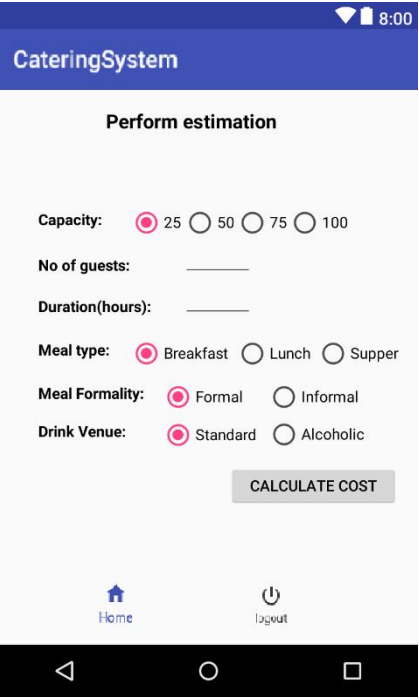 8:00
CateringSystem
Perform estimation
Capacity: 25 50 75 100
No of guests:
Duration(hours):
Meal type: Breakfast Lunch Supper
Meal Formality: Formal Informal
Drink Venue: Standard Alcoholic
CALCULATE COST
Home logout